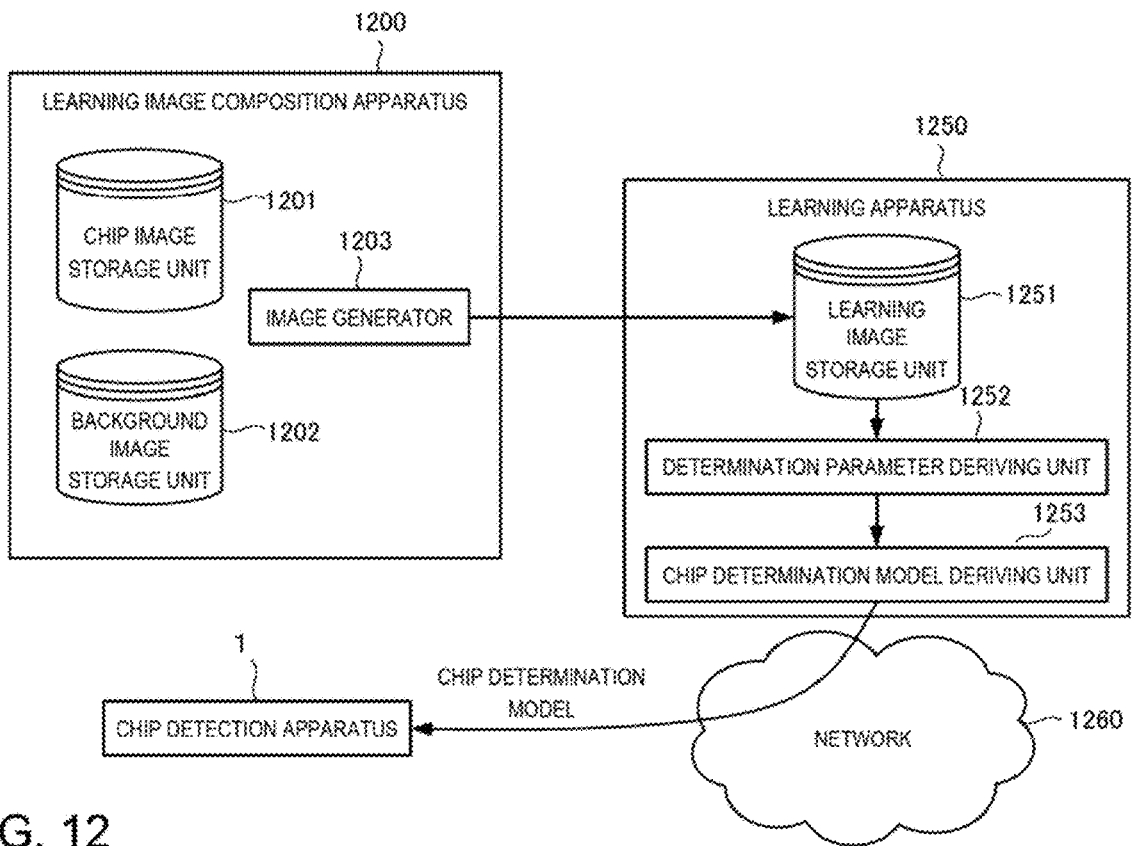 1200
LEARNING IMAGE COMPOSITION APPARATUS
1201
CHIP IMAGE
STORAGE UNIT
1203
IMAGE GENERATOR
BACKGROUND
IMAGE
STORAGE UNIT
1202
1250
LEARNING APPARATUS
LEARNING
IMAGE
STORAGE UNIT
1251
1252
DETERMINATION PARAMETER DERIVING UNIT
1253
CHIP DETERMINATION MODEL DERIVING UNIT
1
CHIP DETECTION APPARATUS
CHIP DETERMINATION
MODEL
NETWORK
1260
G. 12